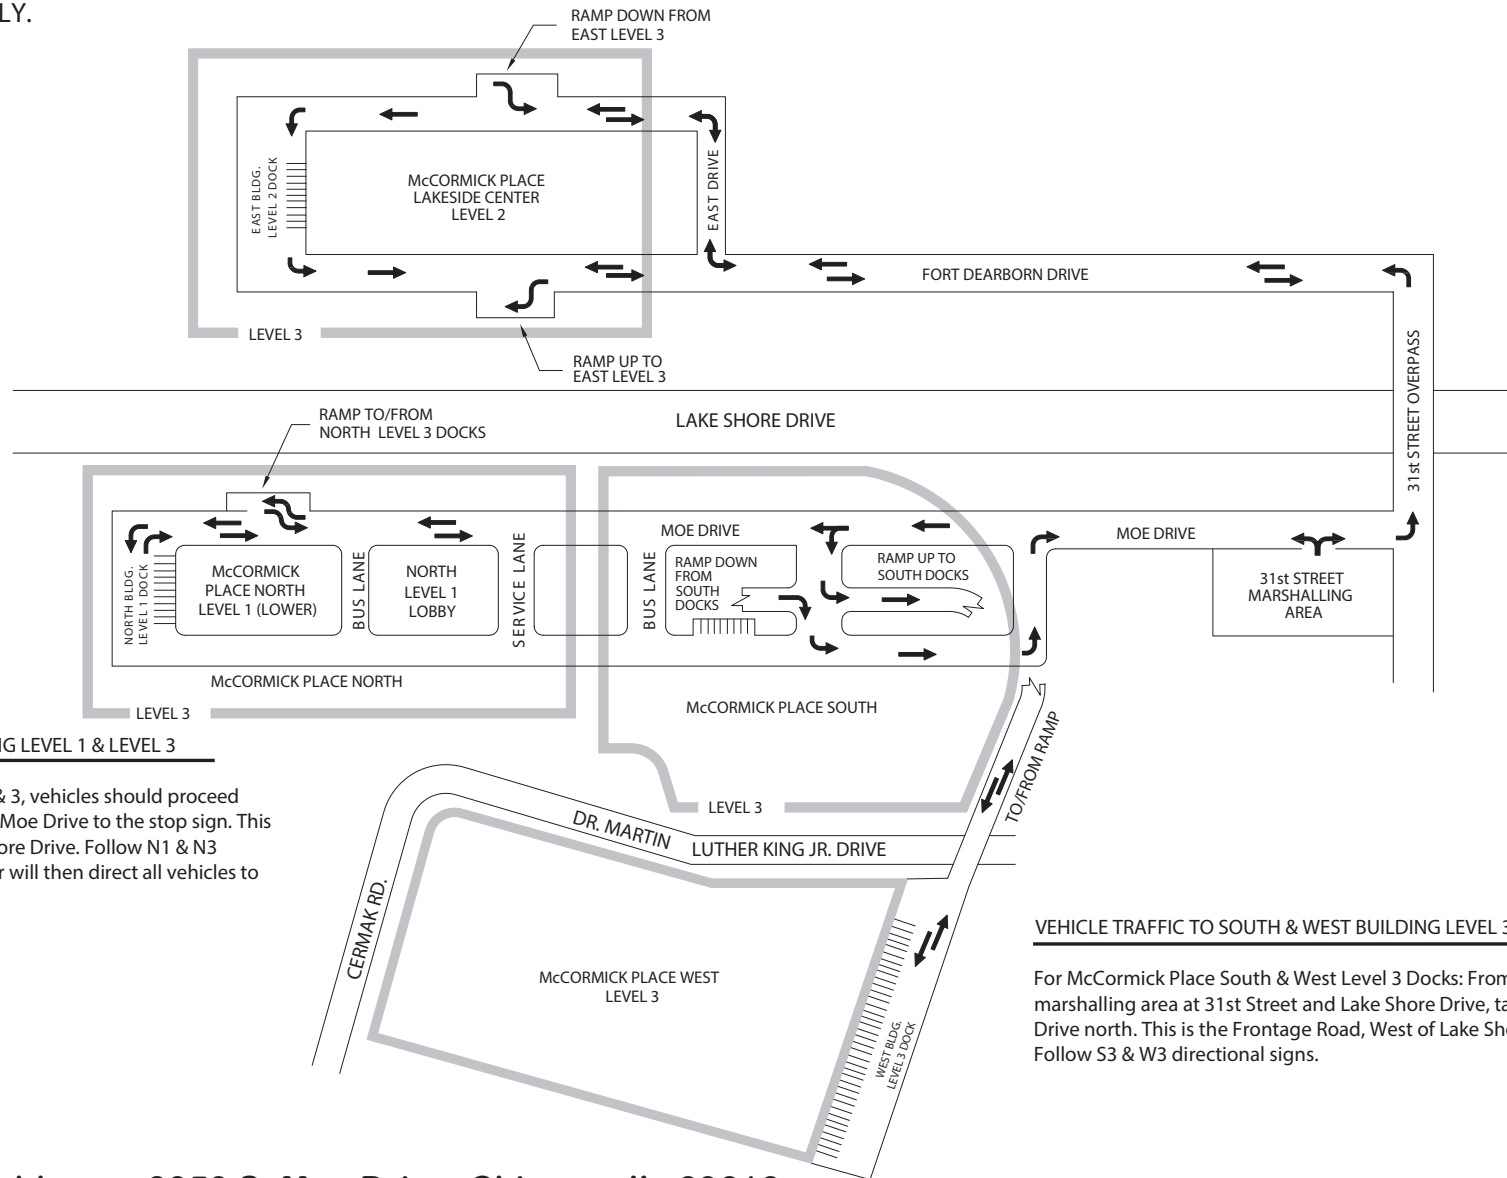 LY.
RAMP DOWN FROM
EAST LEVEL 3
EAST BLDG.
LEVEL 2 DOCK
McCORMICK PLACE
LAKESIDE CENTER
LEVEL 2
EAST DRIVE
FORT DEARBORN DRIVE
LEVEL 3
RAMP UP TO
EAST LEVEL 3
31st STREET OVERPASS
LAKE SHORE DRIVE
RAMP TO/FROM
NORTH LEVEL 3 DOCKS
NORTH BLDG.
LEVEL 1 DOCK
McCORMICK
PLACE NORTH
LEVEL 1 (LOWER)
BUS LANE
NORTH
LEVEL 1
LOBBY
SERVICE LANE
BUS LANE
MOE DRIVE
RAMP DOWN
FROM
SOUTH
DOCKS
RAMP UP TO
SOUTH DOCKS
MOE DRIVE
31st STREET
MARSHALLING
AREA
McCORMICK PLACE NORTH
LEVEL 3
McCORMICK PLACE SOUTH
LEVEL 3
TO/FROM RAMP
NG LEVEL 1 & LEVEL 3
& 3, vehicles should proceed
Moe Drive to the stop sign. This
ore Drive. Follow N1 & N3
r will then direct all vehicles to
DR. MARTIN
LUTHER KING JR. DRIVE
CERMAK RD.
McCORMICK PLACE WEST
LEVEL 3
WEST BLDG.
LEVEL 3 DOCK
VEHICLE TRAFFIC TO SOUTH & WEST BUILDING LEVEL 3
For McCormick Place South & West Level 3 Docks: From
marshalling area at 31st Street and Lake Shore Drive, ta
Drive north. This is the Frontage Road, West of Lake Sho
Follow S3 & W3 directional signs.